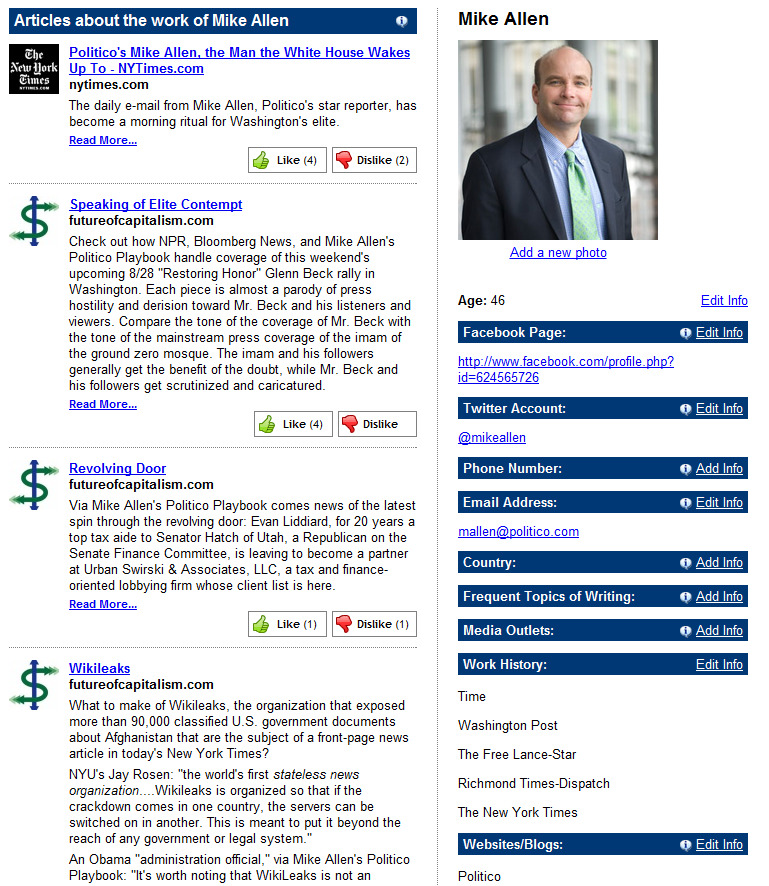 Articles about the work of Mike Allen
The
New York
Times
NYTIMES.COM
Politico's Mike Allen, the Man the White House Wakes
Up To - NYTimes.com
nytimes.com
The daily e-mail from Mike Allen, Politico's star reporter, has
become a morning ritual for Washington's elite.
Read More...
Like (4)
Dislike (2)
Speaking of Elite Contempt
futureofcapitalism.com
Check out how NPR, Bloomberg News, and Mike Allen's
Politico Playbook handle coverage of this weekend's
upcoming 8/28 "Restoring Honor" Glenn Beck rally in
Washington. Each piece is almost a parody of press
hostility and derision toward Mr. Beck and his listeners and
viewers. Compare the tone of the coverage of Mr. Beck with
the tone of the mainstream press coverage of the imam of
the ground zero mosque. The imam and his followers
generally get the benefit of the doubt, while Mr. Beck and
his followers get scrutinized and caricatured.
Read More...
Like (4)
Dislike
Revolving Door
futureofcapitalism.com
Via Mike Allen's Politico Playbook comes news of the latest
spin through the revolving door: Evan Liddiard, for 20 years a
top tax aide to Senator Hatch of Utah, a Republican on the
Senate Finance Committee, is leaving to become a partner
at Urban Swirski & Associates, LLC, a tax and finance-
oriented lobbying firm whose client list is here.
Read More...
Like (1)
Dislike (1)
Wikileaks
futureofcapitalism.com
What to make of Wikileaks, the organization that exposed
more than 90,000 classified U.S. government documents
about Afghanistan that are the subject of a front-page news
article in today's New York Times?
NYU's Jay Rosen: "the world's first stateless news
organization....Wikileaks is organized so that if the
crackdown comes in one country, the servers can be
switched on in another. This is meant to put it beyond the
reach of any government or legal system."
An Obama "administration official," via Mike Allen's Politico
Playbook: "It's worth noting that WikiLeaks is not an
Mike Allen
Add a new photo
Age: 46
Edit Info
Facebook Page:
Edit Info
http://www.facebook.com/profile.php?
id=624565726
Twitter Account:
Edit Info
@mikeallen
Phone Number:
Add Info
Email Address:
Edit Info
mallen@politico.com
Country:
Add Info
Frequent Topics of Writing:
Add Info
Media Outlets:
Add Info
Work History:
Edit Info
Time
Washington Post
The Free Lance-Star
Richmond Times-Dispatch
The New York Times
Websites/Blogs:
Edit Info
Politico